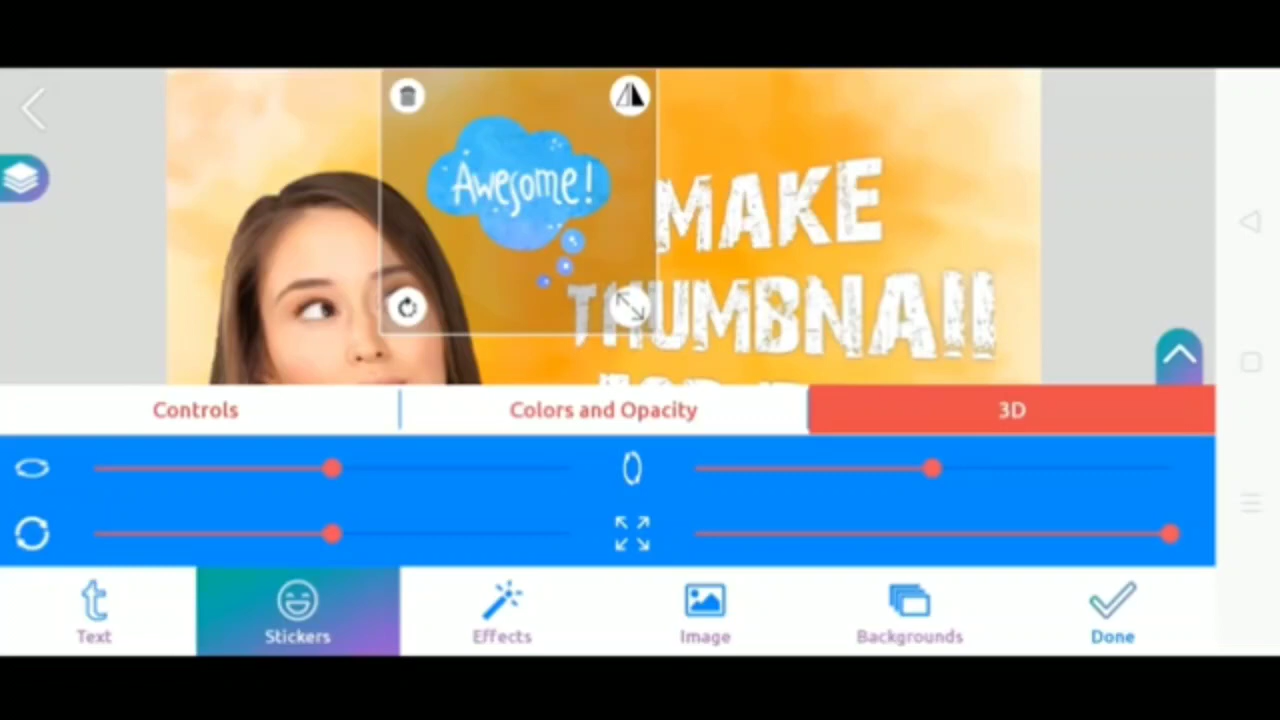 Awesome!
MAKE
THUMBNAIl
Controls
Colors and Opacity
3D
Text
Stickers
Effects
Image
Backgrounds
Done